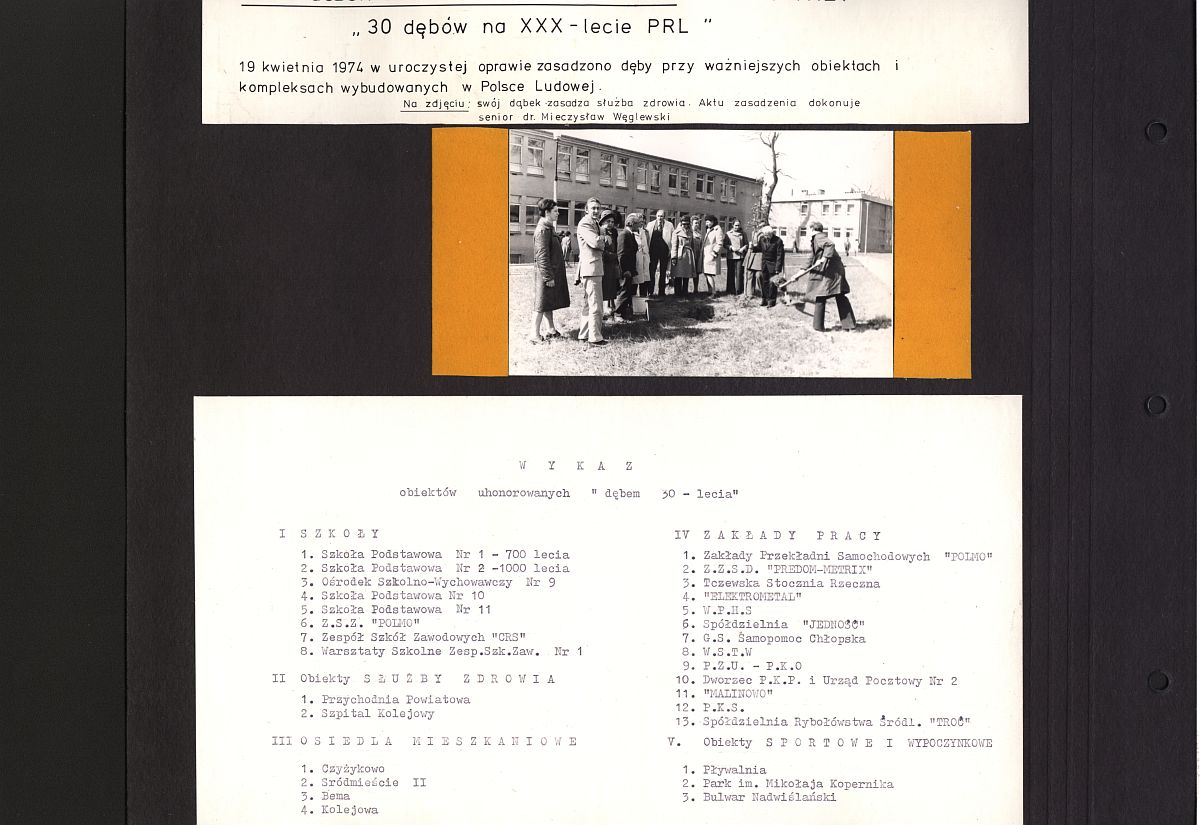 „ 30 dębów na XXX-lecie PRL "
19 kwietnia 1974 w uroczystej oprawie zasadzono dęby przy ważniejszych obiektach i
kompleksach wybudowanych w Polsce Ludowej.
Na zdjęciu: swój dąbek zasadza służba zdrowia. Aktu zasadzenia dokonuje
senior dr. Mieczysław Węglewski
W Y K A Z
obiektów uhonorowanych " dębem 30 - lecia"
I S Z K O Ł Y
1. Szkoła Podstawowa Nr 1 - 700 lecia
2. Szkoła Podstawowa Nr 2 -1000 lecia
3. Ośrodek Szkolno-Wychowawczy Nr 9
4. Szkoła Podstawowa Nr 10
5. Szkoła Podstawowa Nr 11
6. Z.S.Z. "POLMO"
7. Zespół Szkół Zawodowych "CRS"
8. Warsztaty Szkolne Zesp.Szk.Zaw. Nr 1
II Obiekty S Ł U Ż B Y Z D R O W I A
1. Przychodnia Powiatowa
2. Szpital Kolejowy
III O S I E D L A M I E S Z K A N I O W E
1. Czyżykowo
2. Sródmieście II
3. Bema
4. Kolejowa
IV Z A K Ł A D Y P R A C Y
1. Zakłady Przekładni Samochodowych "POLMO"
2. Z.Z.S.D. "PREDOM-METRIX"
3. Tczewska Stocznia Rzeczna
4. "ELEKTROMETAL"
5. W.P.H.S
6. Spółdzielnia "JEDNOŚĆ"
7. G.S. Samopomoc Chłopska
8. W.S.T.W
9. P.Z.U. - P.K.O
10. Dworzec P.K.P. i Urząd Pocztowy Nr 2
11. "MALINOWO"
12. P.K.S.
13. Spółdzielnia Rybołówstwa Śródl. "TROĆ"
V. Obiekty S P O R T O W E I WYPOCZYNKOWE
1. Pływalnia
2. Park im. Mikołaja Kopernika
3. Bulwar Nadwiślański